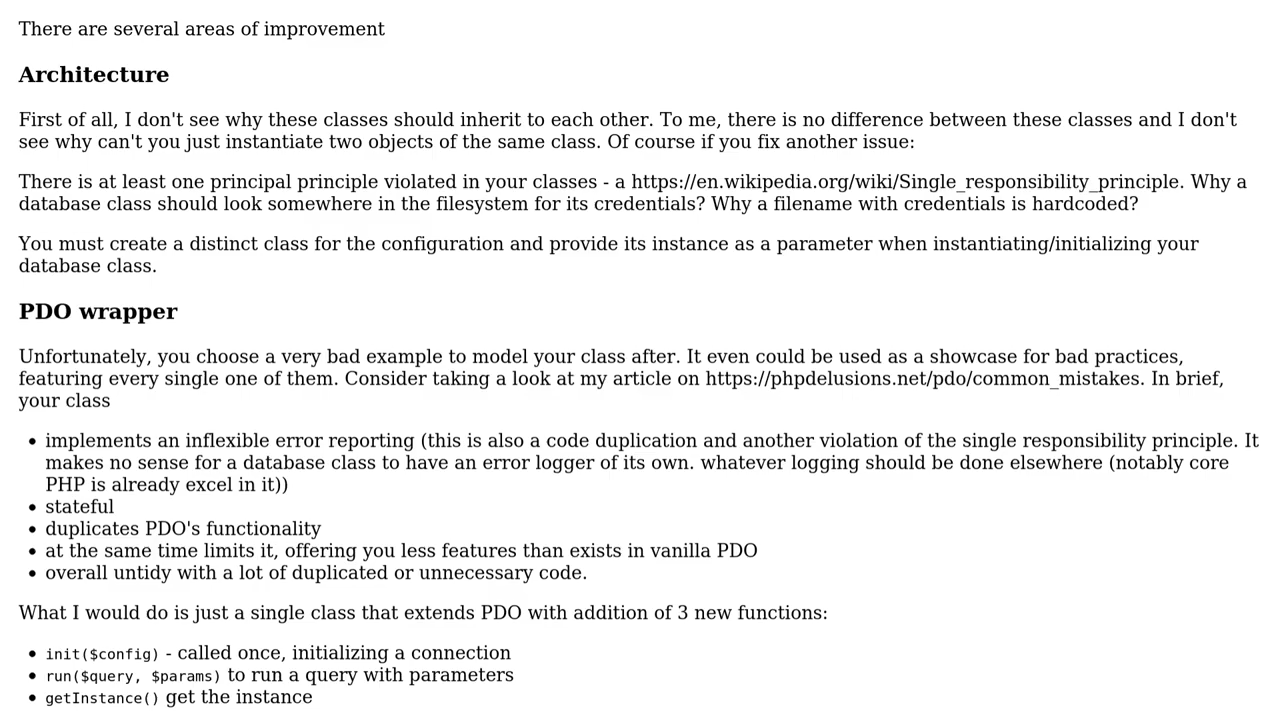 There are several areas of improvement
Architecture
First of all, I don't see why these classes should inherit to each other. To me, there is no difference between these classes and I don't
see why can't you just instantiate two objects of the same class. Of course if you fix another issue:
There is at least one principal principle violated in your classes - a https://en.wikipedia.org/wiki/Single_responsibility_principle. Why a
database class should look somewhere in the filesystem for its credentials? Why a filename with credentials is hardcoded?
You must create a distinct class for the configuration and provide its instance as a parameter when instantiating/initializing your
database class.
PDO wrapper
Unfortunately, you choose a very bad example to model your class after. It even could be used as a showcase for bad practices,
featuring every single one of them. Consider taking a look at my article on https://phpdelusions.net/pdo/common_mistakes. In brief,
your class
• implements an inflexible error reporting (this is also a code duplication and another violation of the single responsibility principle. It
makes no sense for a database class to have an error logger of its own. whatever logging should be done elsewhere (notably core
PHP is already excel in it))
• stateful
• duplicates PDO's functionality
• at the same time limits it, offering you less features than exists in vanilla PDO
• overall untidy with a lot of duplicated or unnecessary code.
What I would do is just a single class that extends PDO with addition of 3 new functions:
• init($config) - called once, initializing a connection
• run($query, $params) to run a query with parameters
• getInstance() get the instance